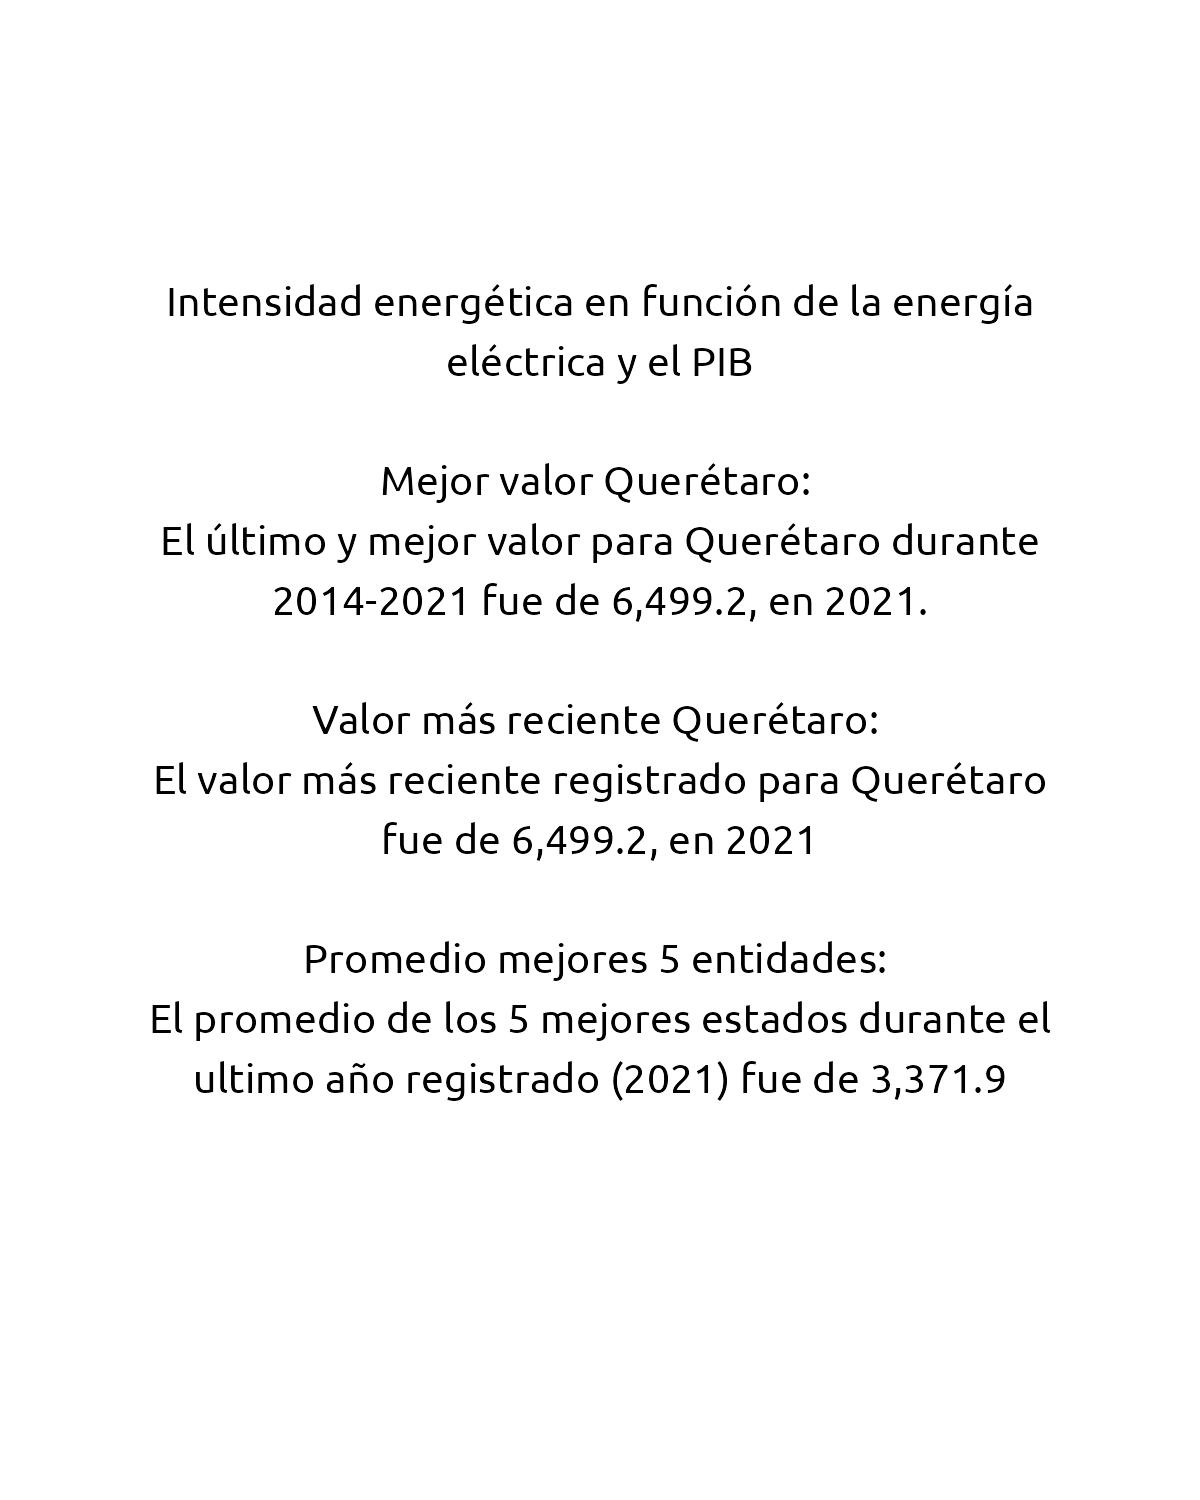 Intensidad energética en función de la energía
eléctrica y el PIB
Mejor valor Querétaro:
El último y mejor valor para Querétaro durante
2014-2021 fue de 6,499.2, en 2021.
Valor más reciente Querétaro:
El valor más reciente registrado para Querétaro
fue de 6,499.2, en 2021
Promedio mejores 5 entidades:
El promedio de los 5 mejores estados durante el
ultimo año registrado (2021) fue de 3,371.9